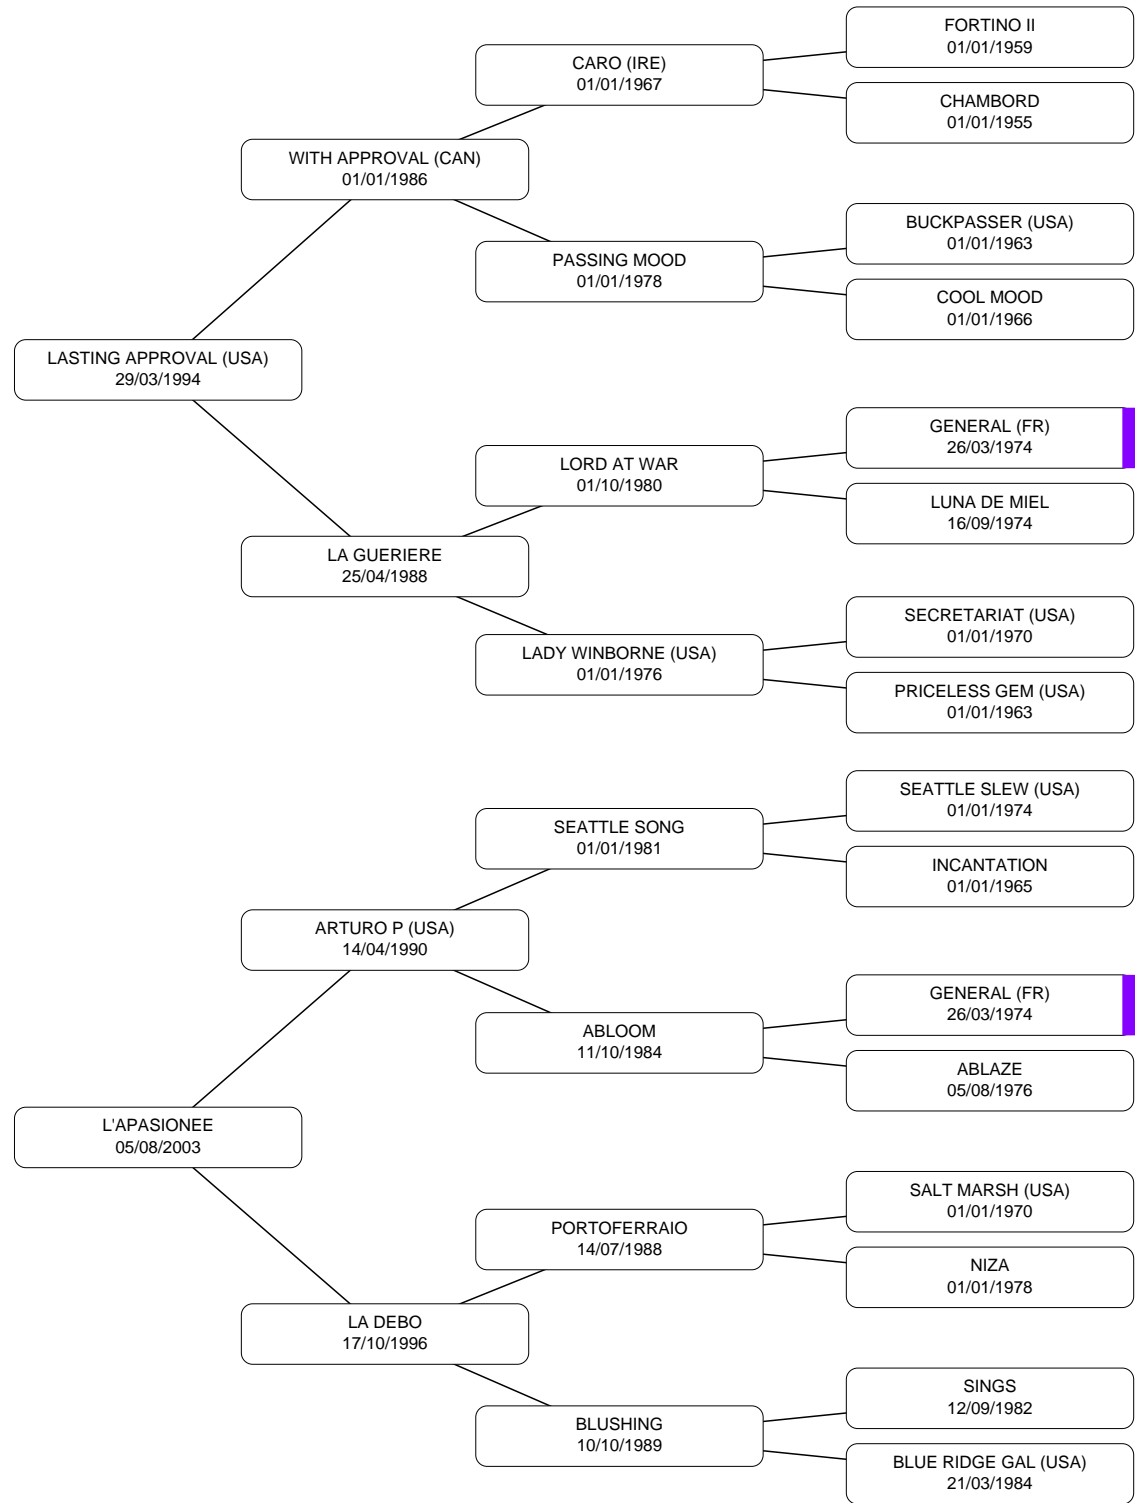 FORTINO II
01/01/1959
CARO (IRE)
01/01/1967
CHAMBORD
01/01/1955
WITH APPROVAL (CAN)
01/01/1986
BUCKPASSER (USA)
01/01/1963
PASSING MOOD
01/01/1978
COOL MOOD
01/01/1966
LASTING APPROVAL (USA)
29/03/1994
GENERAL (FR)
26/03/1974
LORD AT WAR
01/10/1980
LUNA DE MIEL
16/09/1974
LA GUERIERE
25/04/1988
SECRETARIAT (USA)
01/01/1970
LADY WINBORNE (USA)
01/01/1976
PRICELESS GEM (USA)
01/01/1963
SEATTLE SLEW (USA)
01/01/1974
SEATTLE SONG
01/01/1981
INCANTATION
01/01/1965
ARTURO P (USA)
14/04/1990
GENERAL (FR)
26/03/1974
ABLOOM
11/10/1984
ABLAZE
05/08/1976
L'APASIONEE
05/08/2003
SALT MARSH (USA)
01/01/1970
PORTOFERRAIO
14/07/1988
NIZA
01/01/1978
LA DEBO
17/10/1996
SINGS
12/09/1982
BLUSHING
10/10/1989
BLUE RIDGE GAL (USA)
21/03/1984